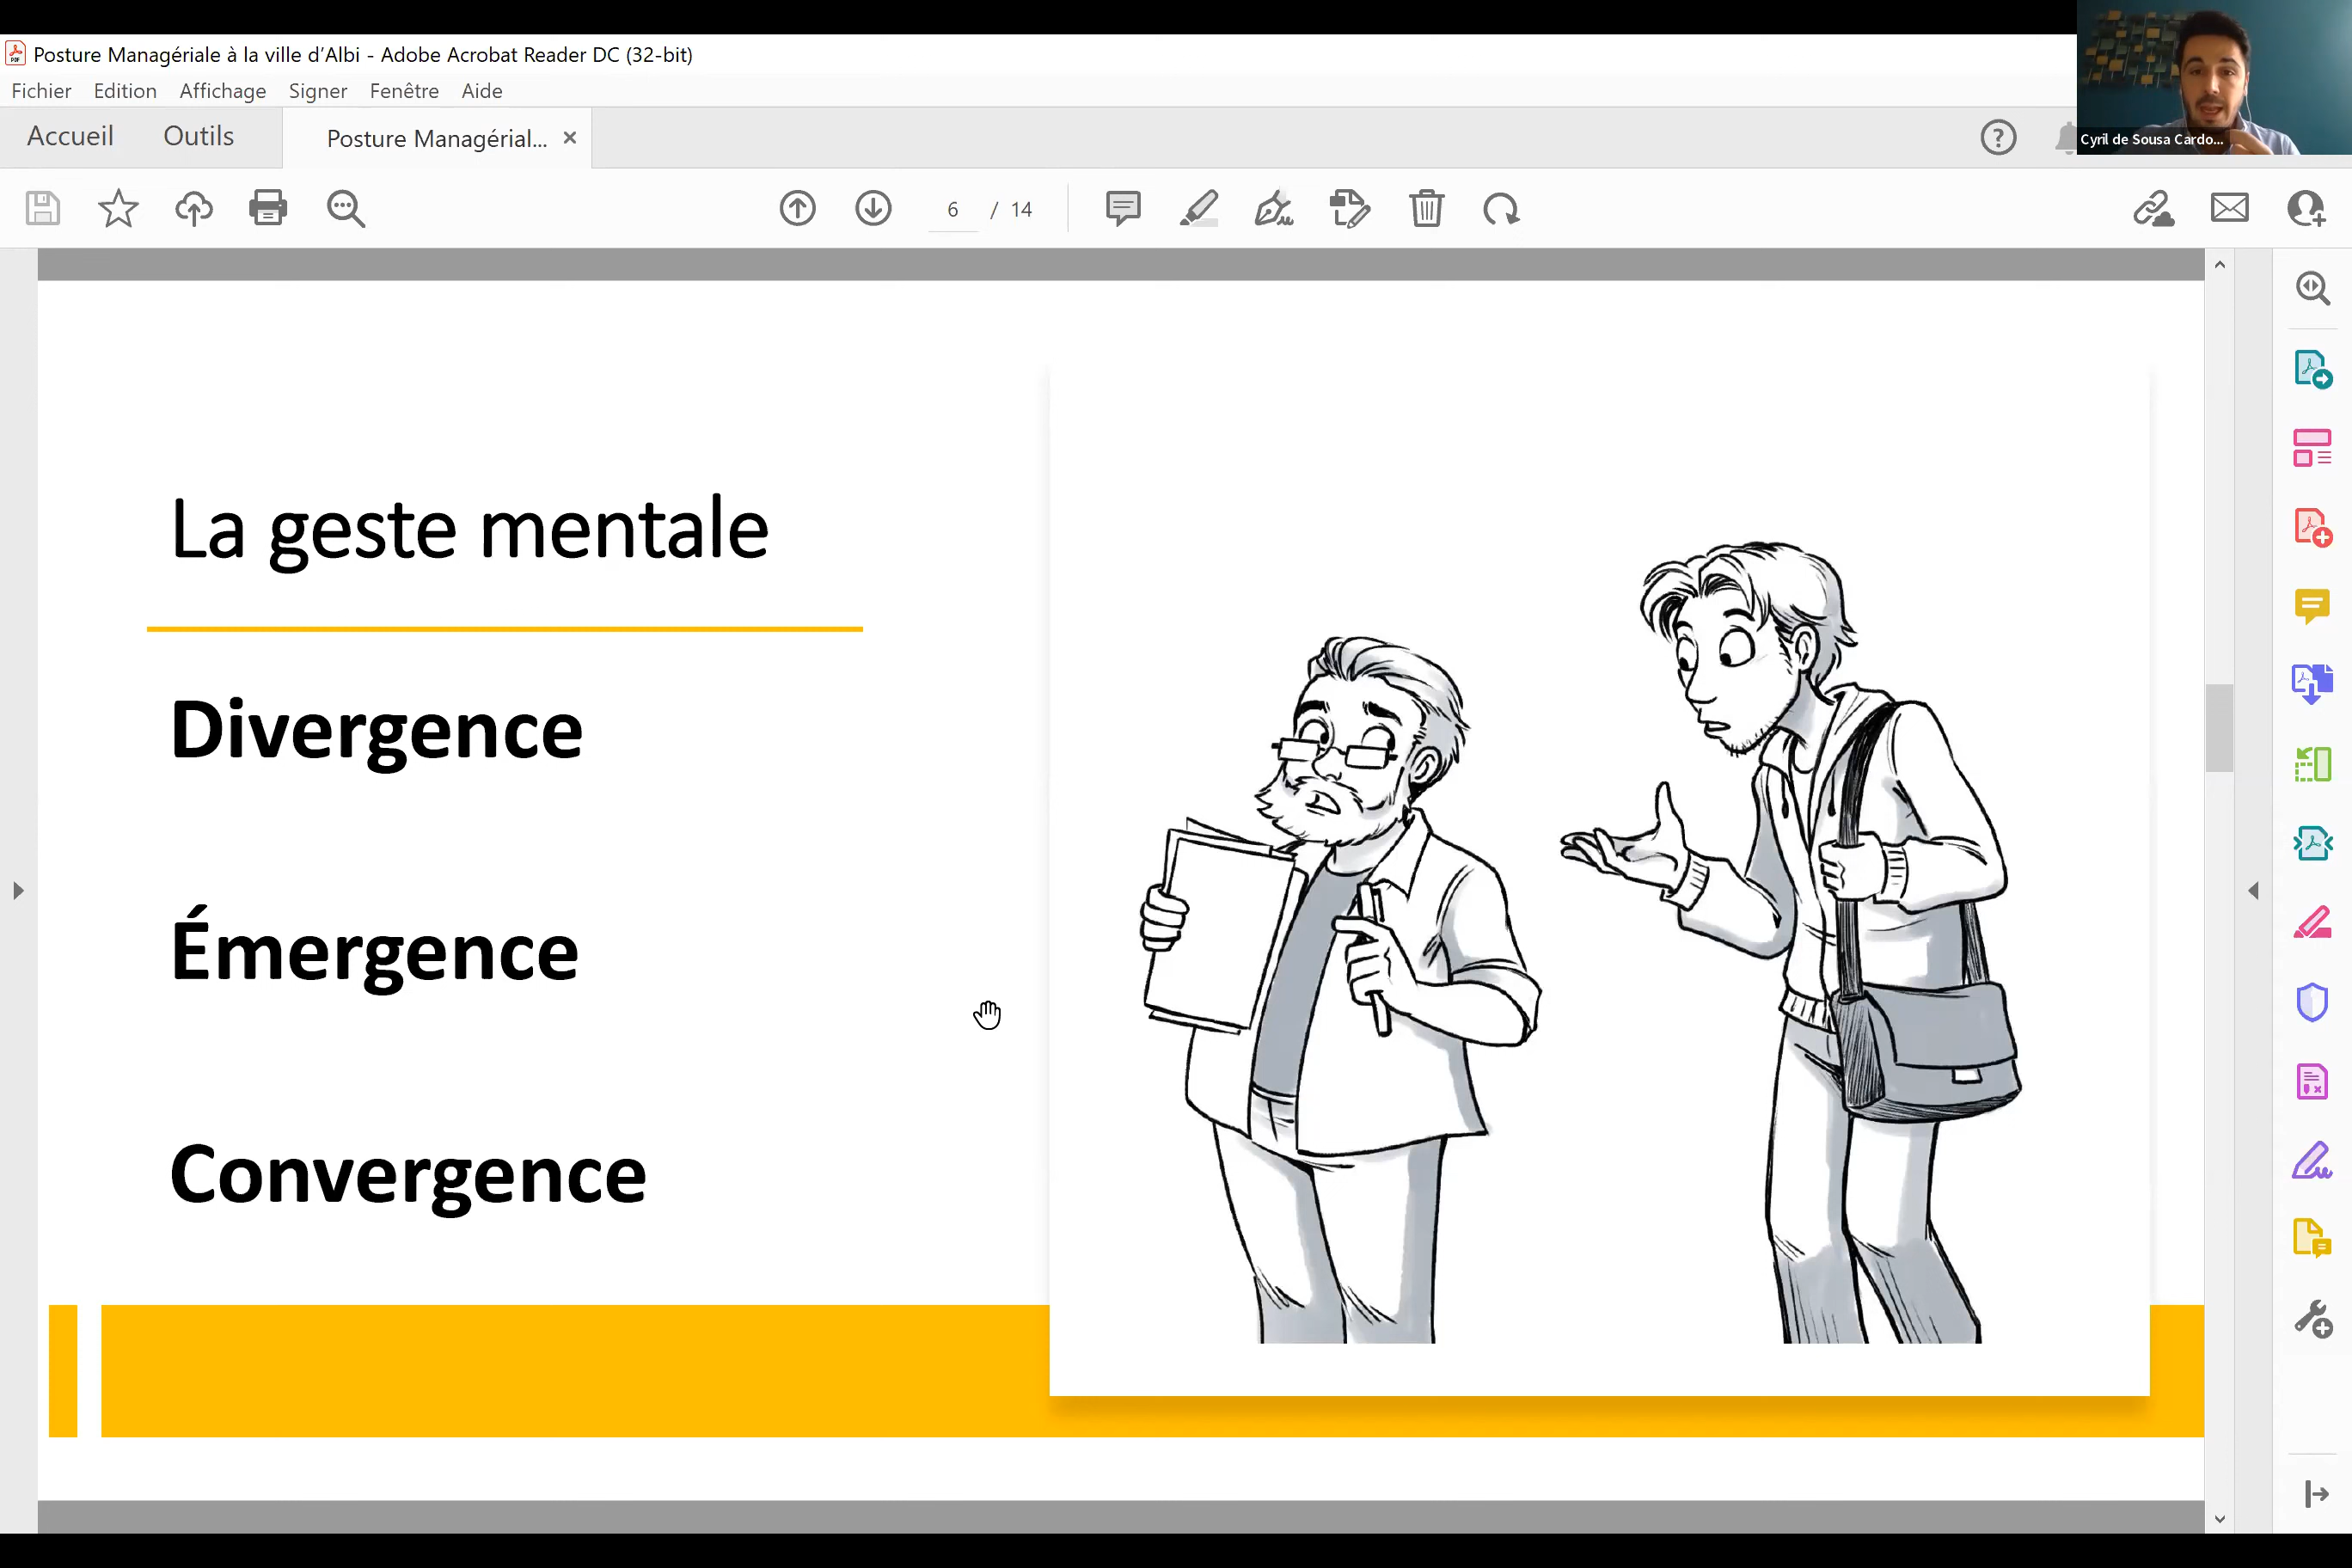 Posture Managériale à la ville d'Albi - Adobe Acrobat Reader DC (32-bit)
Fichier Edition Affichage Signer Fenêtre Aide
Accueil Outils Posture Managérial...
Cyril de Sousa Cardo...
6 / 14
La geste mentale
Divergence
Émergence
Convergence